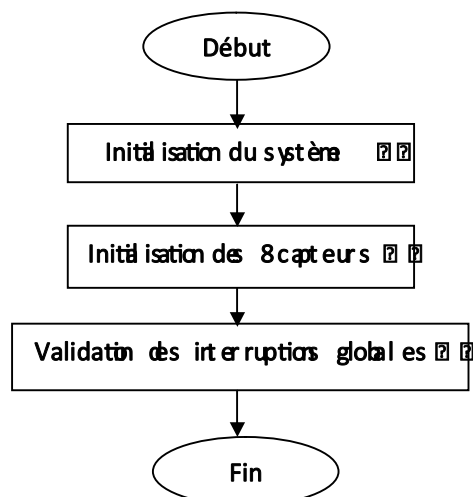 Début
Initialisation du système
Initialisation des 8 capteurs
Validation des interruptions globales
Fin